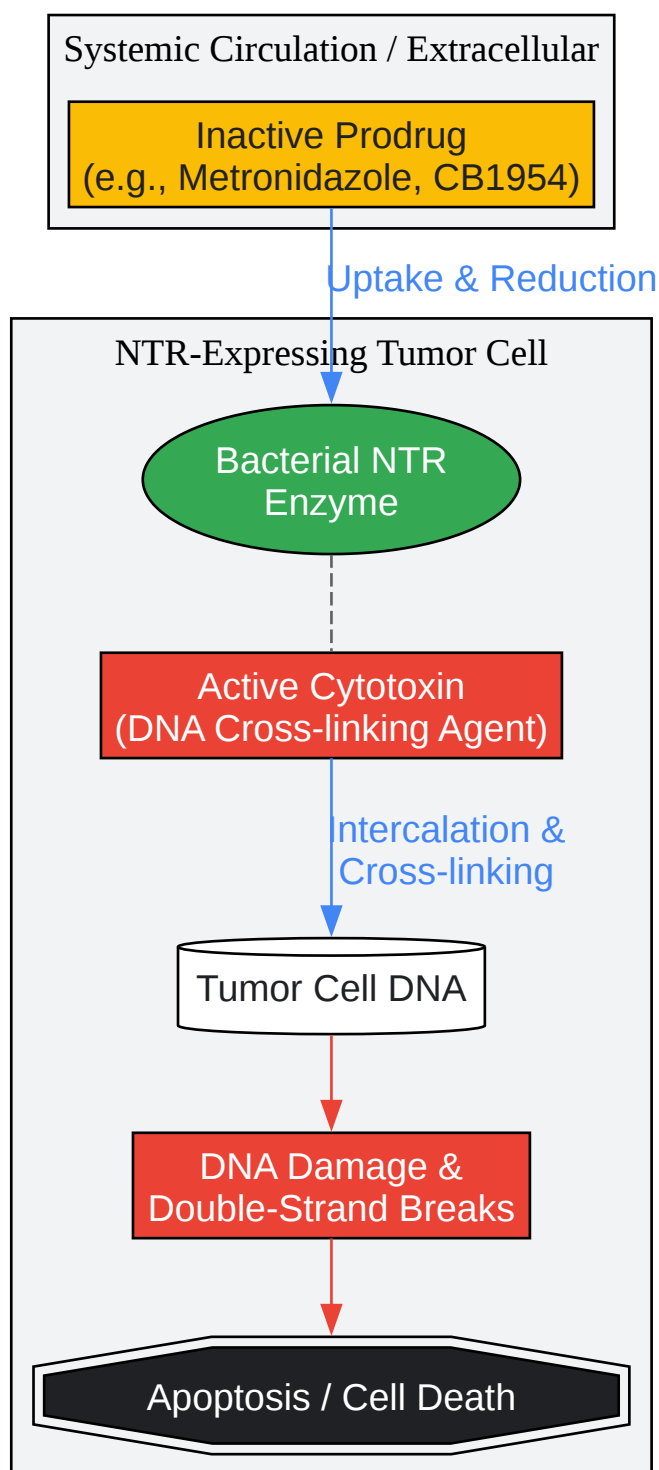 Systemic Circulation / Extracellular
Inactive Prodrug
(e.g., Metronidazole, CB1954)
Uptake & Reduction
NTR-Expressing Tumor Cell
Bacterial NTR
Enzyme
Active Cytotoxin
(DNA Cross-linking Agent)
Intercalation &
Cross-linking
Tumor Cell DNA
DNA Damage &
Double-Strand Breaks
Apoptosis / Cell Death